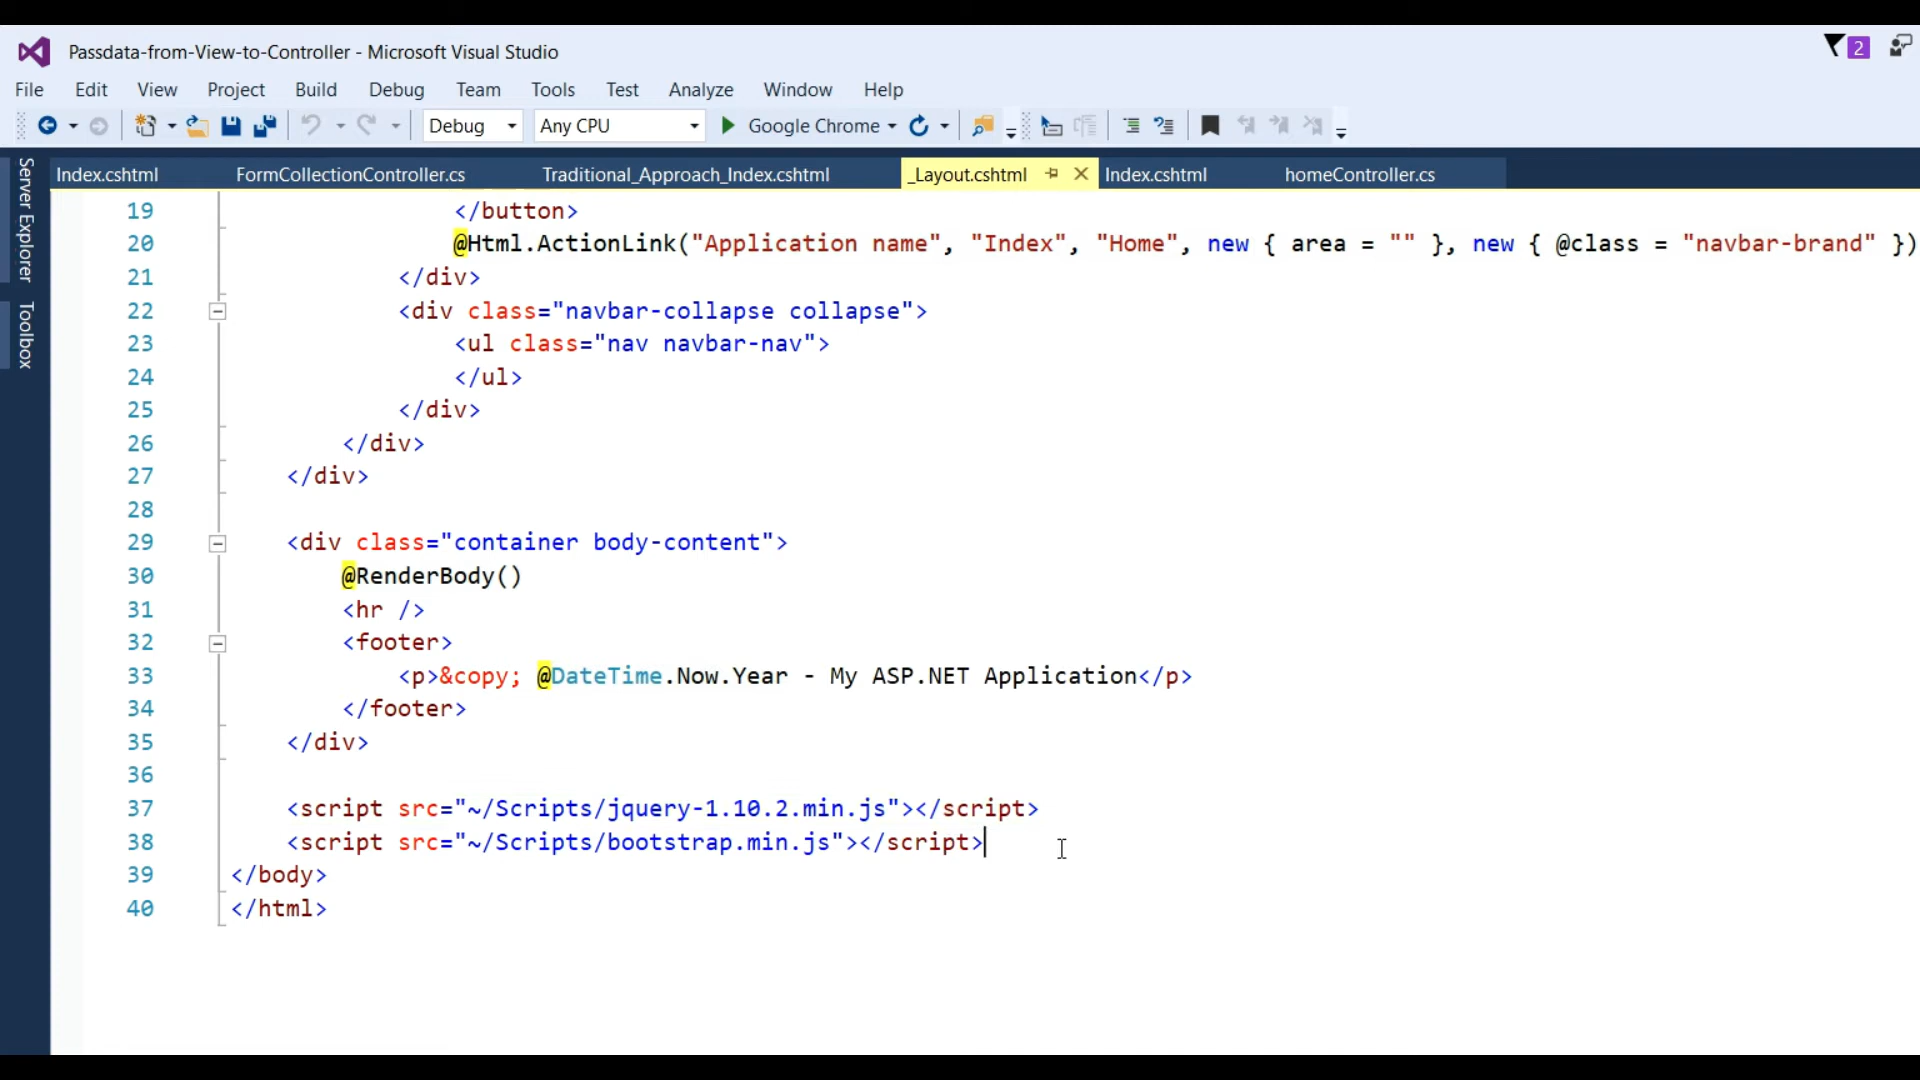 Passdata-from-View-to-Controller - Microsoft Visual Studio
2
File Edit View Project Build Debug Team Tools Test Analyze Window Help
Debug Any CPU Google Chrome
Server Explorer
Toolbox
Index.cshtml FormCollectionController.cs Traditional_Approach_Index.cshtml _Layout.cshtml Index.cshtml homeController.cs
19 </button>
20 @Html.ActionLink("Application name", "Index", "Home", new { area = "" }, new { @class = "navbar-brand" })
21 </div>
22 <div class="navbar-collapse collapse">
23 <ul class="nav navbar-nav">
24 </ul>
25 </div>
26 </div>
27 </div>
28
29 <div class="container body-content">
30 @RenderBody()
31 <hr />
32 <footer>
33 <p>&copy; @DateTime.Now.Year - My ASP.NET Application</p>
34 </footer>
35 </div>
36
37 <script src="~/Scripts/jquery-1.10.2.min.js"></script>
38 <script src="~/Scripts/bootstrap.min.js"></script>
39 </body>
40 </html>